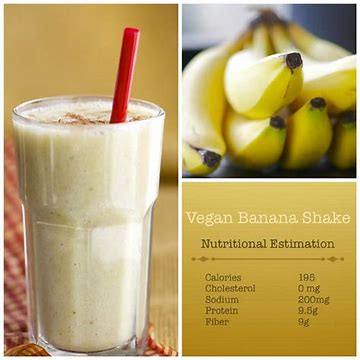 Vegan Banana Shake
Nutritional Estimation
Calories 195
Cholesterol 0 mg
Sodium 200mg
Protein 9.5g
Fiber 9g